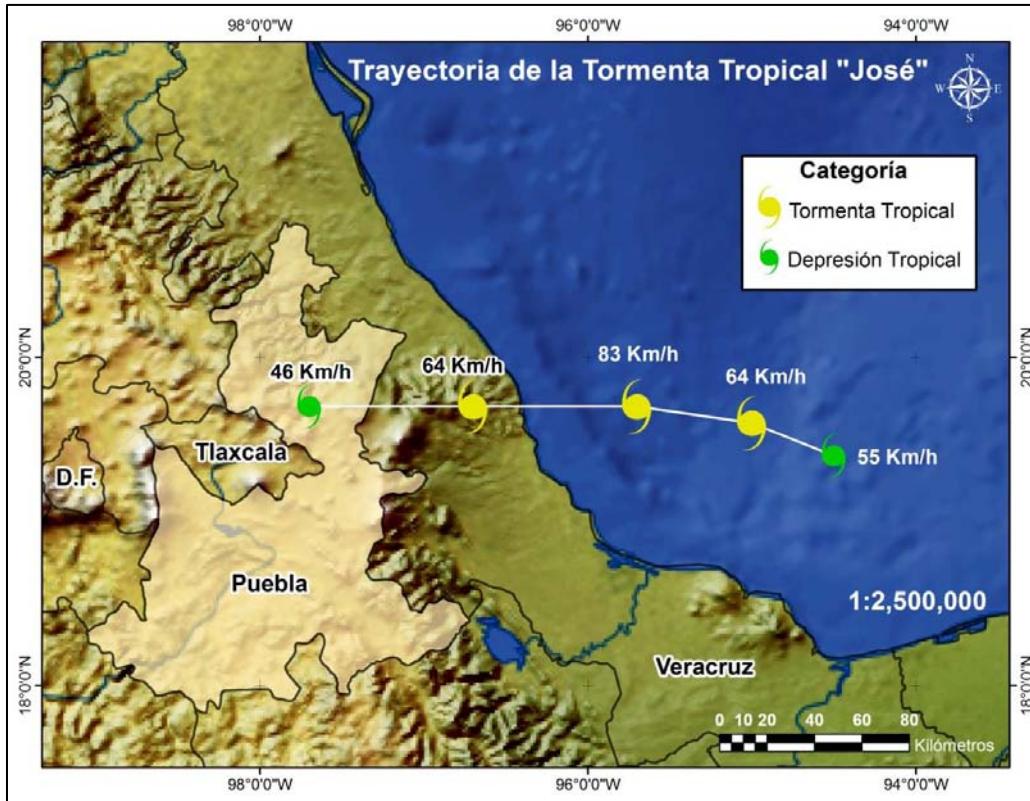 98°0'0"W
96°0'0"W
94°0'0"W
Trayectoria de la Tormenta Tropical "José"
N
W E
S
Categoría
Tormenta Tropical
Depresión Tropical
20°0'0"N
20°0'0"N
46 Km/h
64 Km/h
83 Km/h
64 Km/h
55 Km/h
Tlaxcala
D.F.
Puebla
1:2,500,000
Veracruz
18°0'0"N
18°0'0"N
0 10 20 40 60 80
Kilómetros
98°0'0"W
96°0'0"W
94°0'0"W